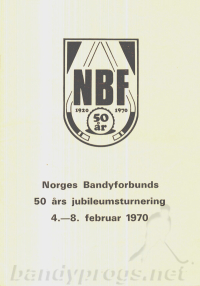 NBF
1920 1970
50
år
Norges Bandyforbunds
50 års jubileumsturnering
4.—8. februar 1970
bandyprogs.net